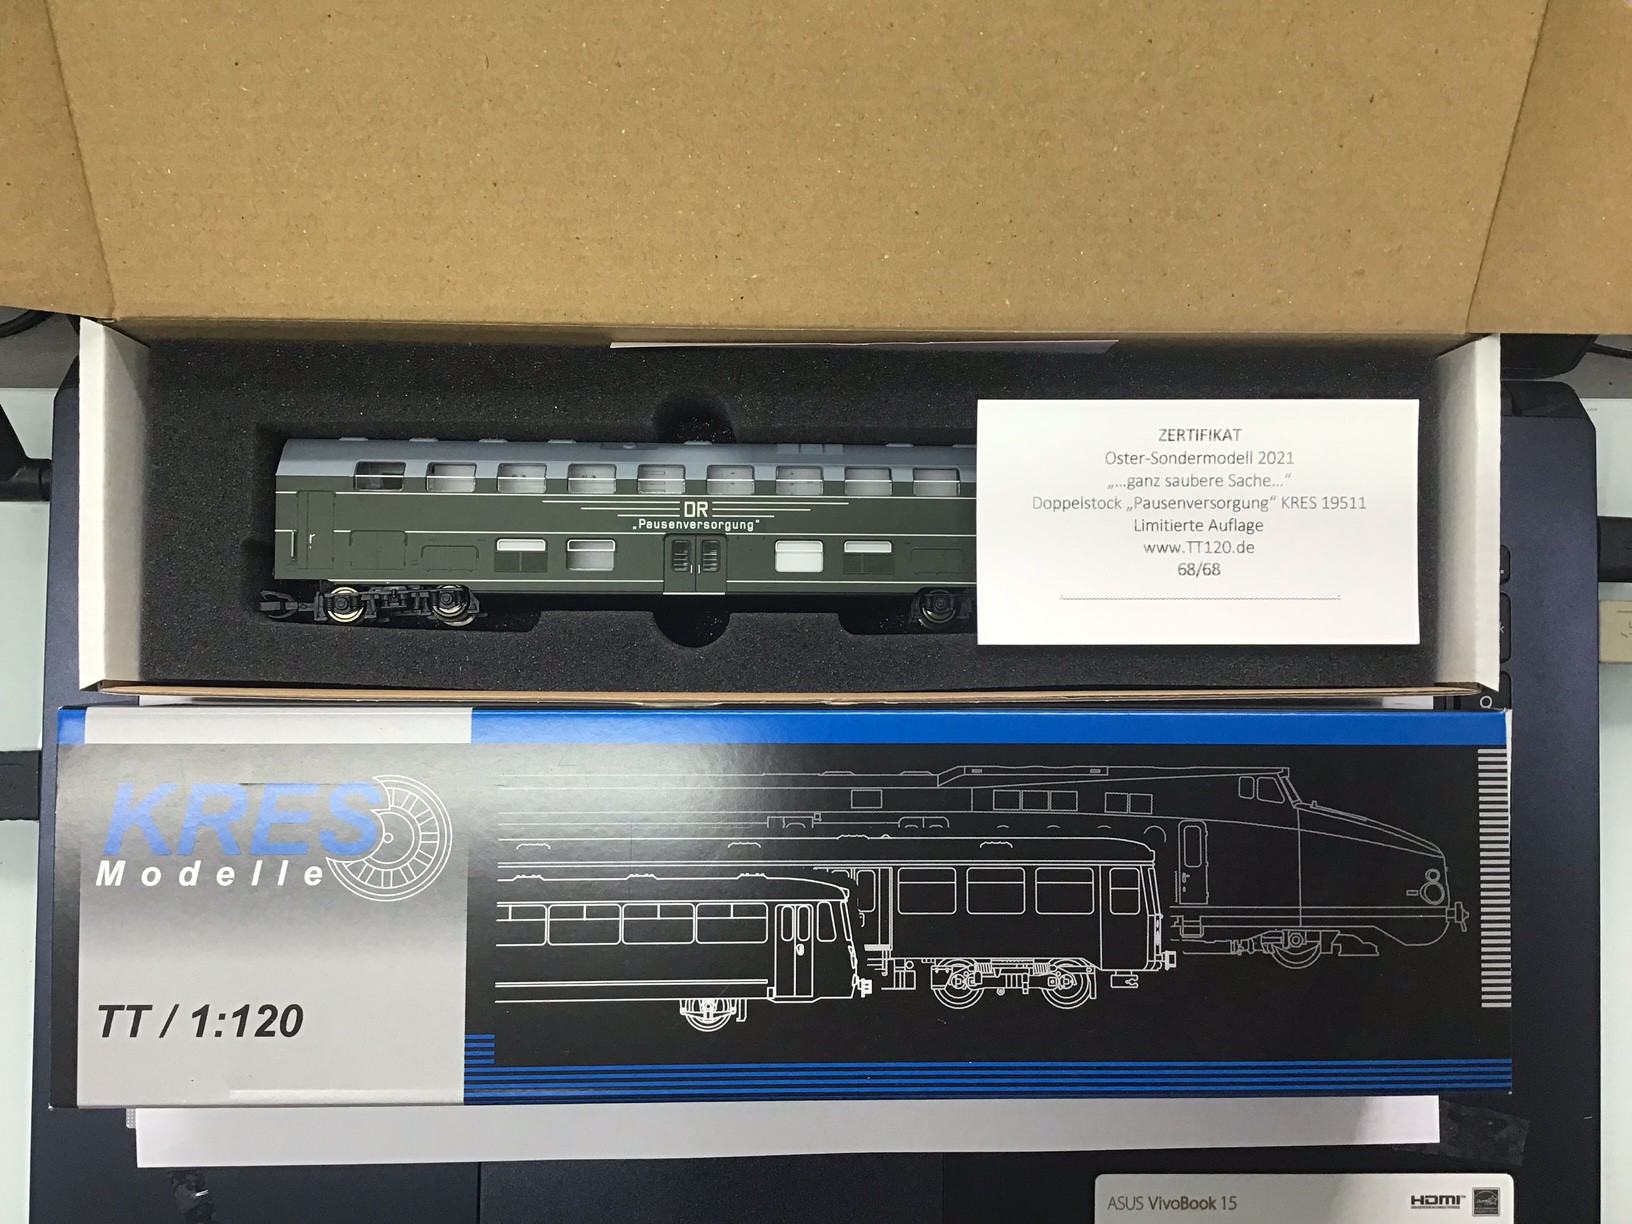 DR
„Pausenversorgung“
ZERTIFIKAT
Oster-Sondermodell 2021
„…ganz saubere Sache…“
Doppelstock „Pausenversorgung“ KRES 19511
Limitierte Auflage
www.TT120.de
68/68
KRES
Modelle
TT / 1:120
ASUS VivoBook 15
HDMI